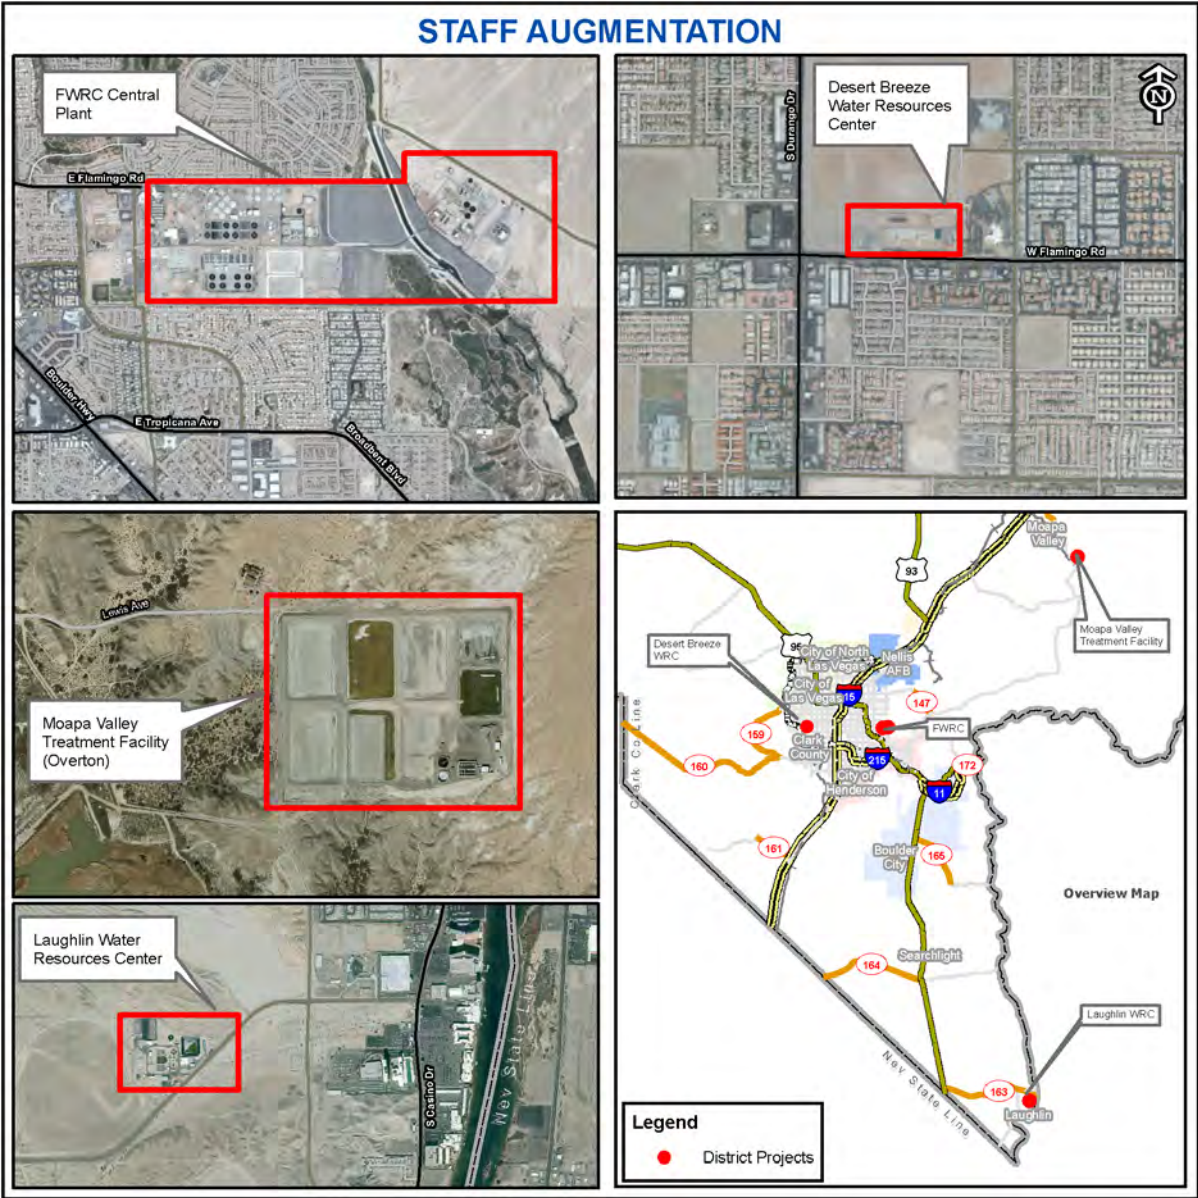 STAFF AUGMENTATION
FWRC Central
Plant
E Flamingo Rd
Boulder Hwy
E Tropicana Ave
Broadbent Blvd
Desert Breeze
Water Resources
Center
S Durango Dr
N
W Flamingo Rd
Lewis Ave
Moapa Valley
Treatment Facility
(Overton)
Laughlin Water
Resources Center
S Casino Dr
Nev State Line
Moapa
Valley
93
Moapa Valley
Treatment Facility
Desert Breeze
WRC
95
City of North
Las Vegas
Nellis
AFB
City of
Las Vegas
15
147
FWRC
159
Clark
County
160
215
172
City of
Henderson
11
Clark Co Line
161
Boulder
City
165
Overview Map
Searchlight
164
Laughlin WRC
Nev State Line
163
Laughlin
Legend
District Projects